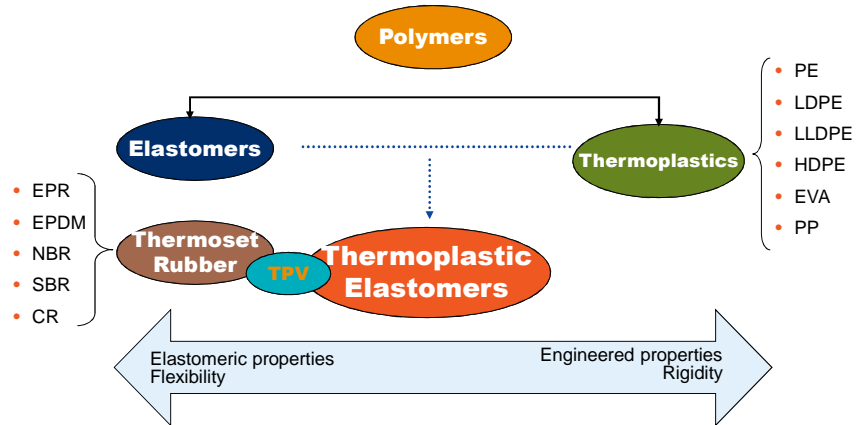 Polymers
Elastomers
Thermoplastics
• PE
• LDPE
• LLDPE
• HDPE
• EVA
• PP
• EPR
• EPDM
• NBR
• SBR
• CR
Thermoset
Rubber
TPV
Thermoplastic
Elastomers
Elastomeric properties
Flexibility
Engineered properties
Rigidity